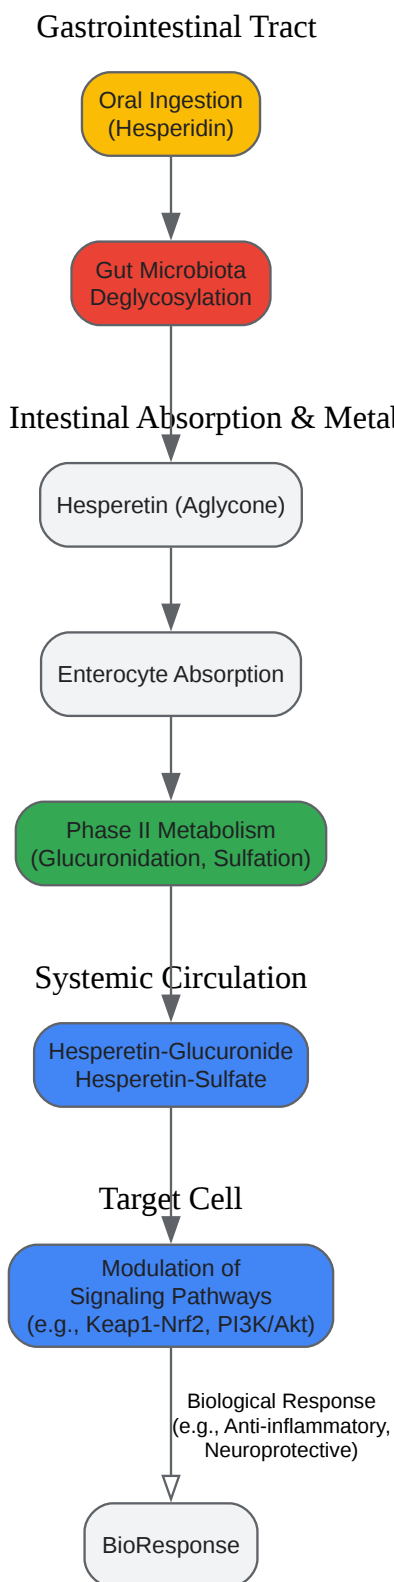 Gastrointestinal Tract
Oral Ingestion
(Hesperidin)
Gut Microbiota
Deglycosylation
Intestinal Absorption & Metab
Hesperetin (Aglycone)
Enterocyte Absorption
Phase II Metabolism
(Glucuronidation, Sulfation)
Systemic Circulation
Hesperetin-Glucuronide
Hesperetin-Sulfate
Target Cell
Modulation of
Signaling Pathways
(e.g., Keap1-Nrf2, PI3K/Akt)
Biological Response
(e.g., Anti-inflammatory,
Neuroprotective)
BioResponse